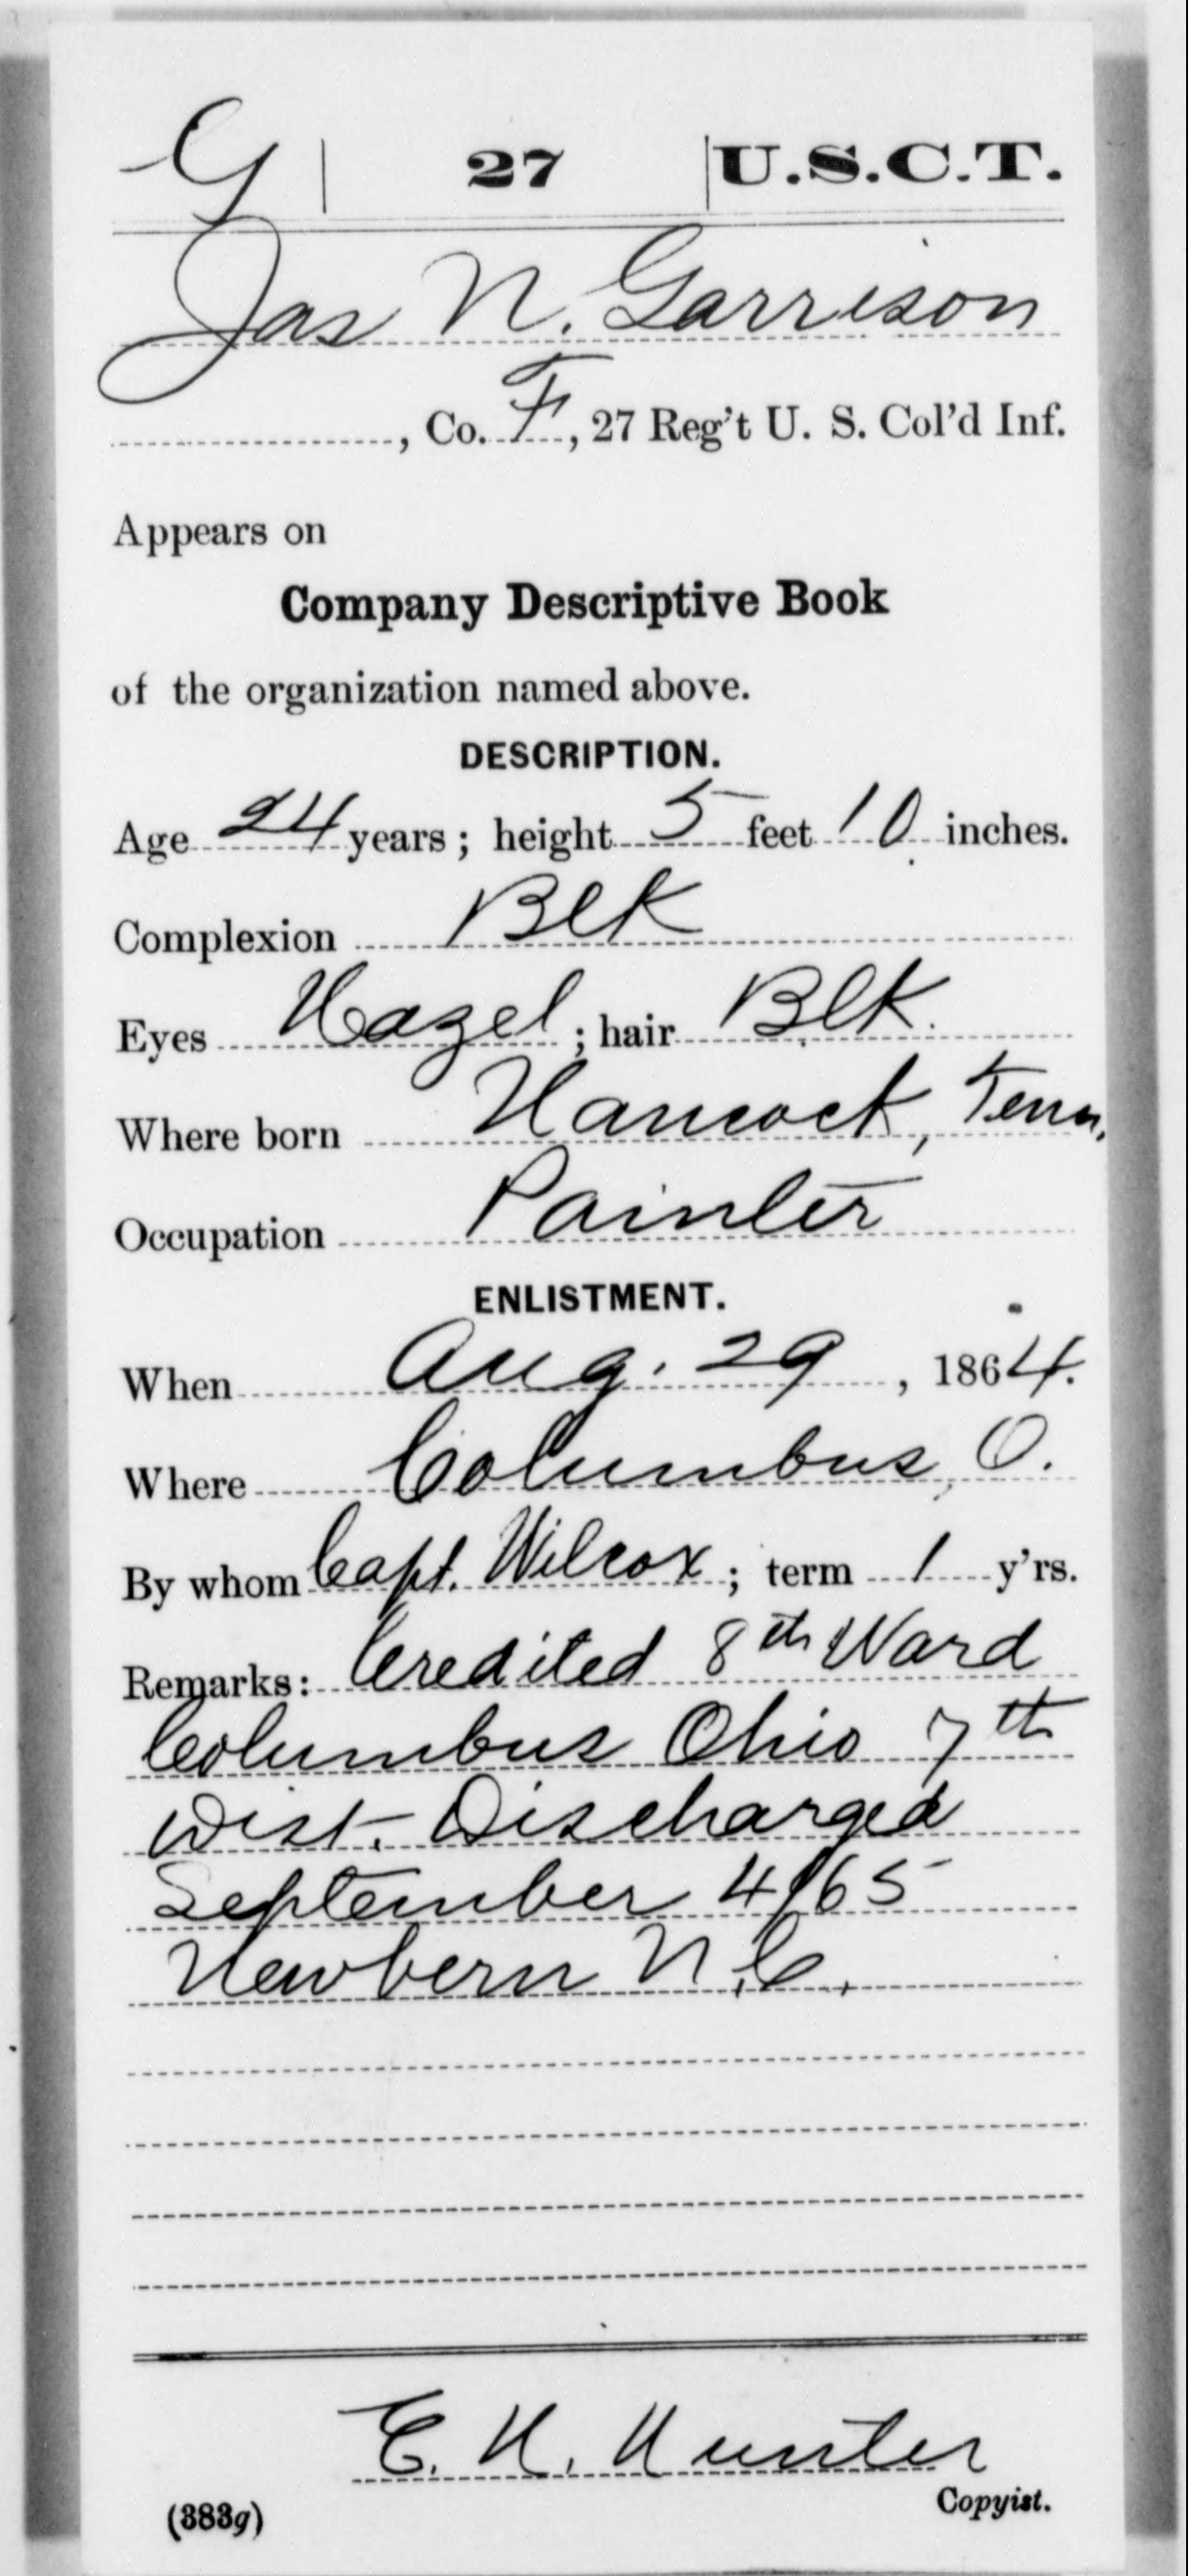 G | 27 | U.S.C.T.
Jas N. Garrison
, Co. F, 27 Reg't U. S. Col'd Inf.
Appears on
Company Descriptive Book
of the organization named above.
DESCRIPTION.
Age 24 years; height 5 feet 10 inches.
Complexion Blk
Eyes Hazel; hair Blk.
Where born Hancock, Tenn.
Occupation Painter
ENLISTMENT.
When Aug. 29, 1864.
Where Columbus, O.
By whom Capt. Wilcox; term 1 y'rs.
Remarks: Credited 8th Ward
Columbus Ohio 7th
Dist. Discharged
September 4/65
Newbern N.C.
E. H. Hunter
Copyist.
(383g)